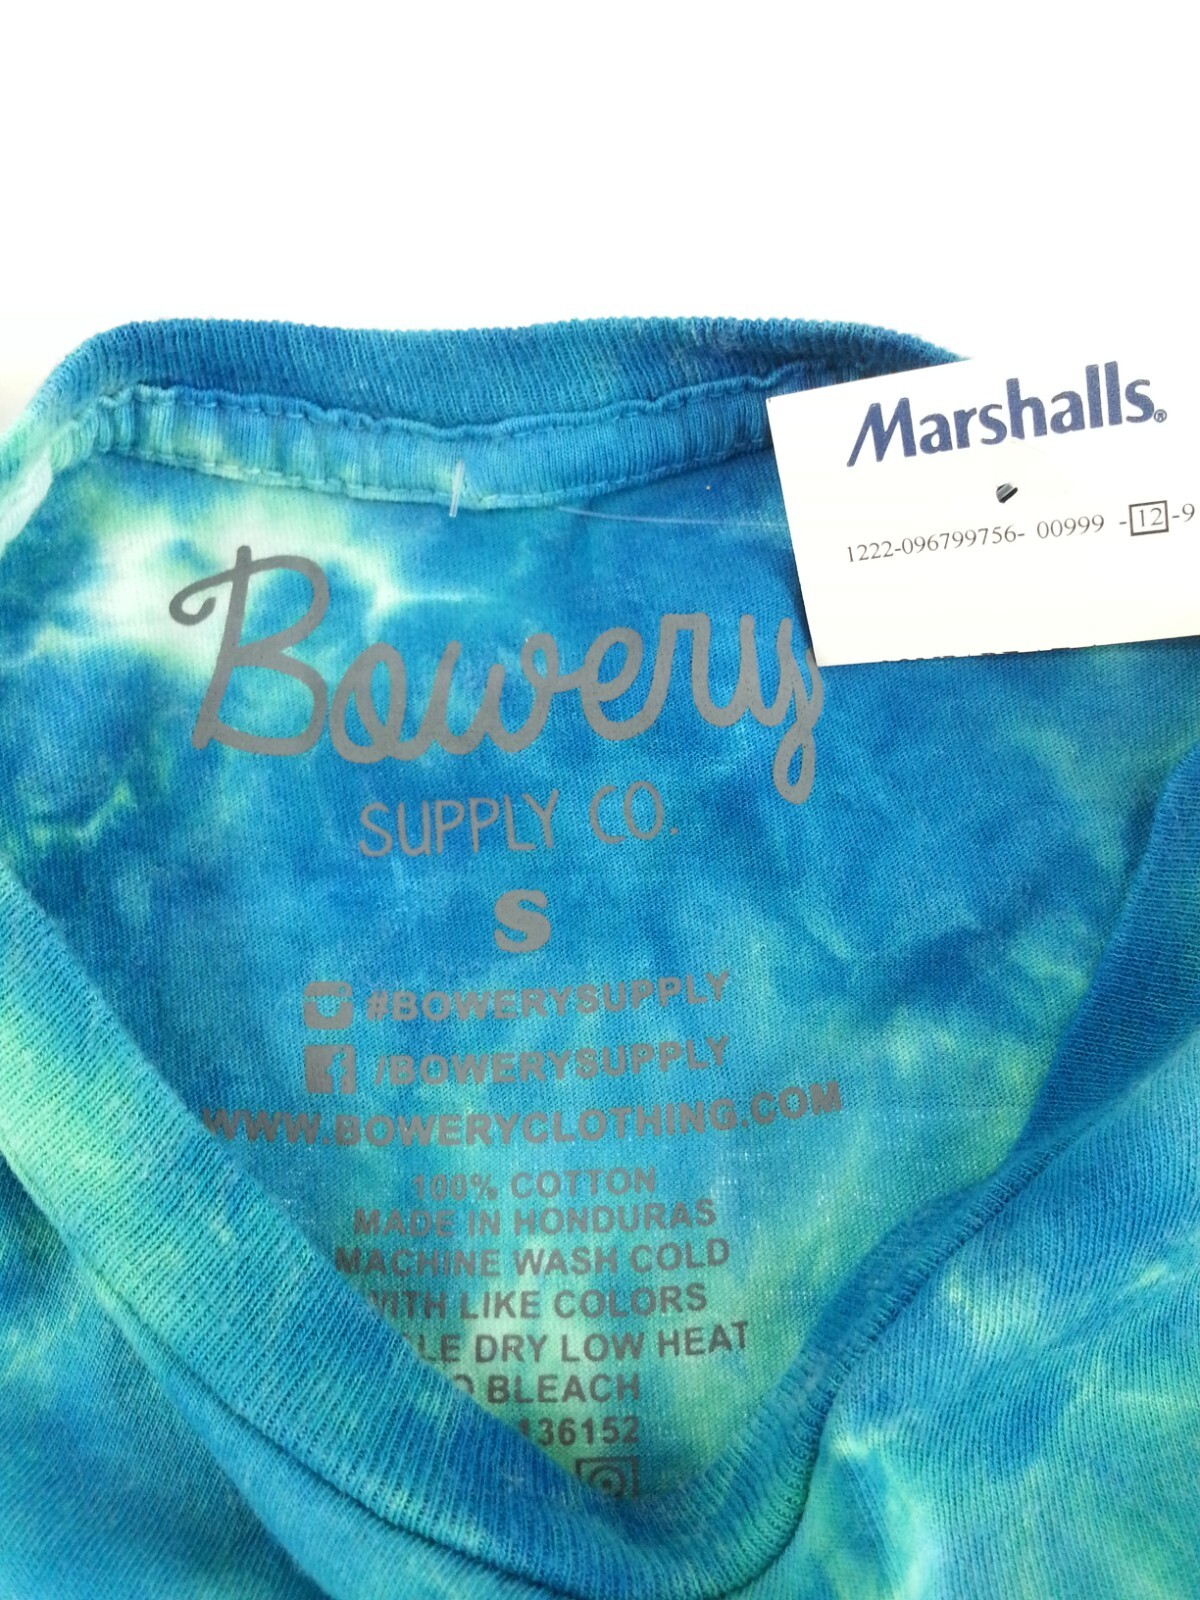 Marshalls®
1222-096799756- 00999 -12-9
Bowery
SUPPLY CO.
S
#BOWERYSUPPLY
/BOWERYSUPPLY
WWW.BOWERYCLOTHING.COM
100% COTTON
MADE IN HONDURAS
MACHINE WASH COLD
WITH LIKE COLORS
LE DRY LOW HEAT
O BLEACH
136152